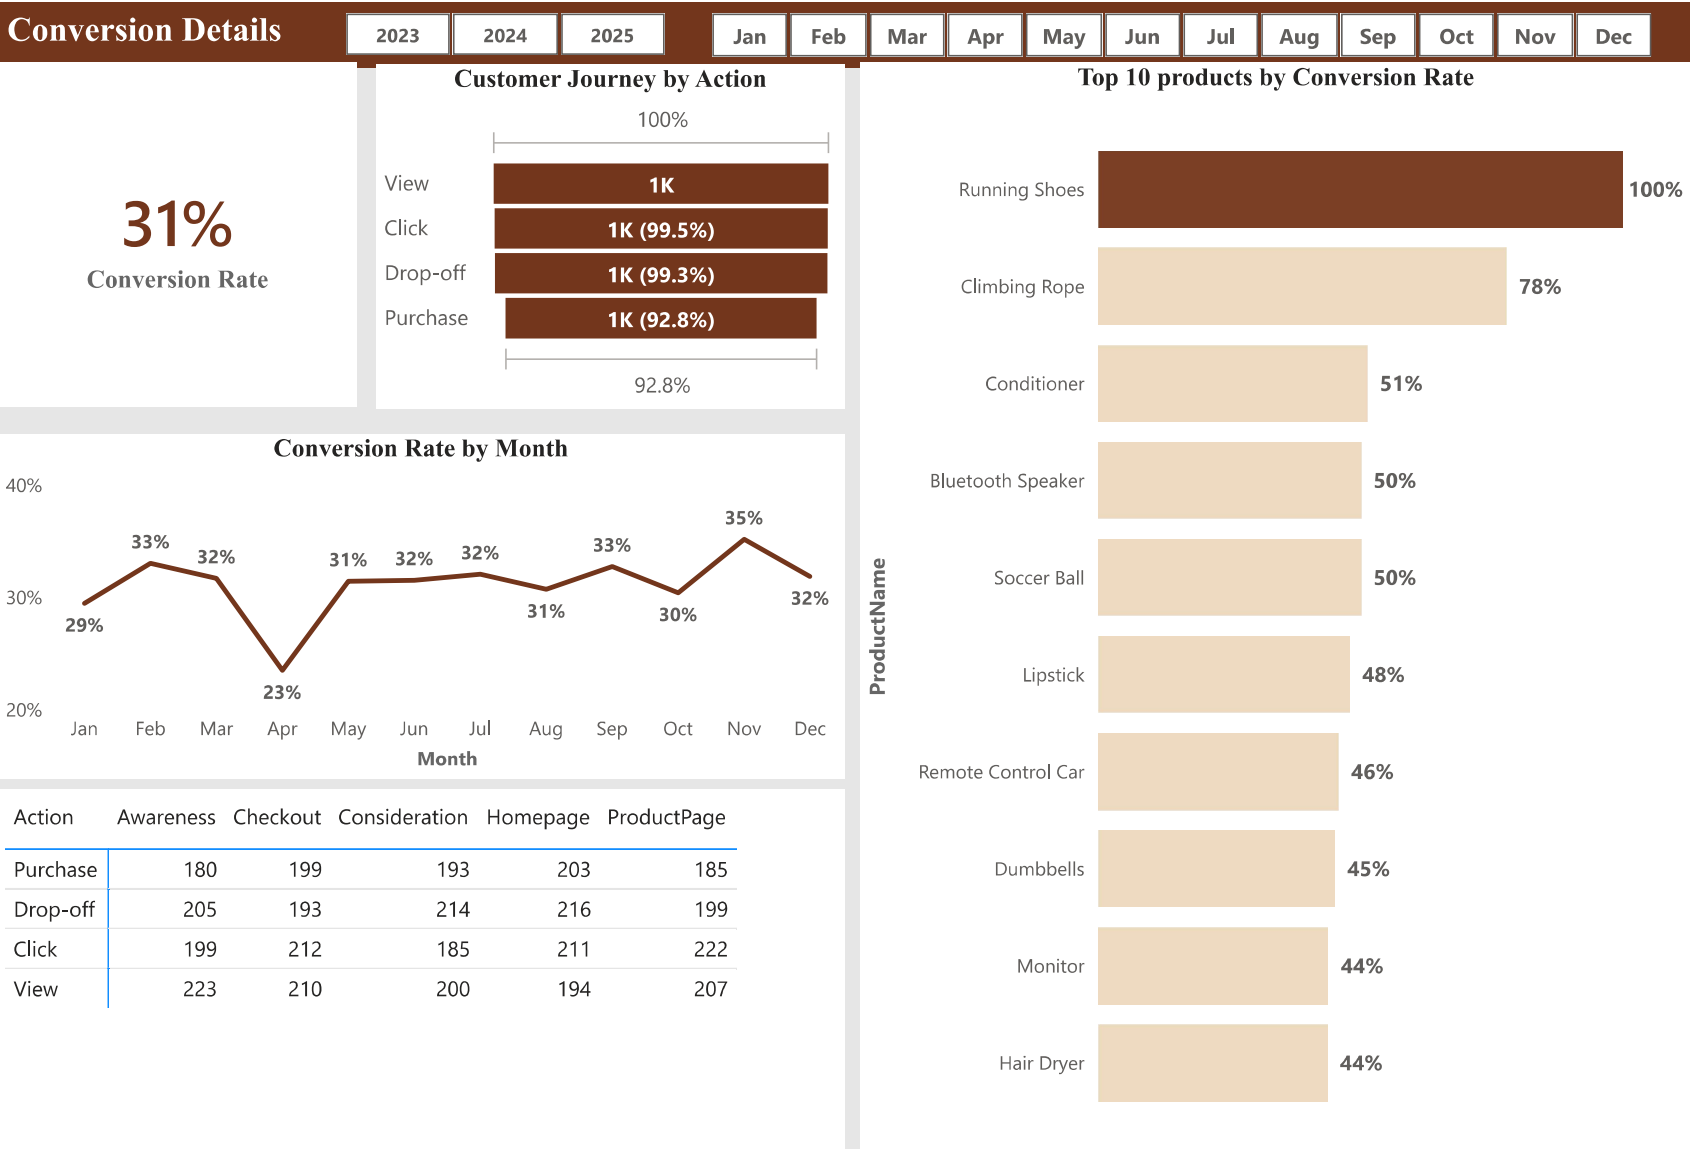 Conversion Details
2023 2024 2025
Jan Feb Mar Apr May Jun Jul Aug Sep Oct Nov Dec
31%
Conversion Rate
Customer Journey by Action
100%
View 1K
Click 1K (99.5%)
Drop-off 1K (99.3%)
Purchase 1K (92.8%)
92.8%
Conversion Rate by Month
40%
30%
20%
29%
33%
32%
23%
31%
32%
32%
31%
33%
30%
35%
32%
Jan Feb Mar Apr May Jun Jul Aug Sep Oct Nov Dec
Month
Action Awareness Checkout Consideration Homepage ProductPage
Purchase 180 199 193 203 185
Drop-off 205 193 214 216 199
Click 199 212 185 211 222
View 223 210 200 194 207
Top 10 products by Conversion Rate
ProductName
Running Shoes 100%
Climbing Rope 78%
Conditioner 51%
Bluetooth Speaker 50%
Soccer Ball 50%
Lipstick 48%
Remote Control Car 46%
Dumbbells 45%
Monitor 44%
Hair Dryer 44%